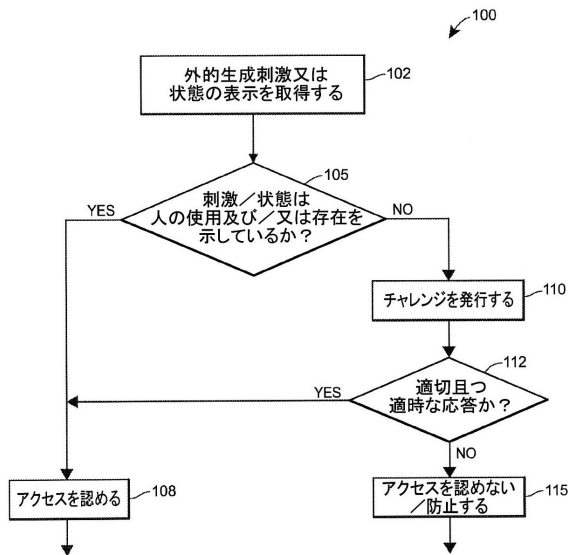 100
外的生成刺激又は
状態の表示を取得する
102
105
刺激／状態は
人の使用及び／又は存在を
示しているか？
YES
NO
チャレンジを発行する
110
112
適切且つ
適時な応答か？
YES
NO
アクセスを認める
108
アクセスを認めない
／防止する
115